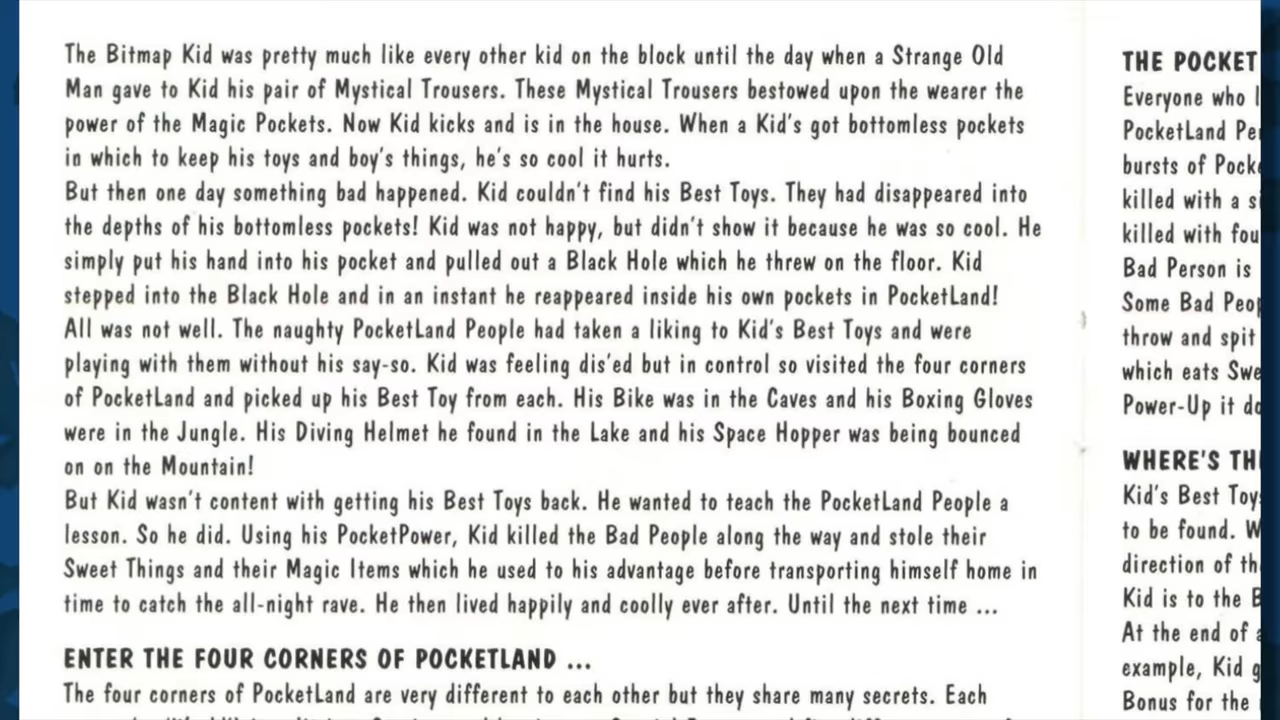 The Bitmap Kid was pretty much like every other kid on the block until the day when a Strange Old
Man gave to Kid his pair of Mystical Trousers. These Mystical Trousers bestowed upon the wearer the
power of the Magic Pockets. Now Kid kicks and is in the house. When a Kid's got bottomless pockets
in which to keep his toys and boy's things, he's so cool it hurts.
But then one day something bad happened. Kid couldn't find his Best Toys. They had disappeared into
the depths of his bottomless pockets! Kid was not happy, but didn't show it because he was so cool. He
simply put his hand into his pocket and pulled out a Black Hole which he threw on the floor. Kid
stepped into the Black Hole and in an instant he reappeared inside his own pockets in PocketLand!
All was not well. The naughty PocketLand People had taken a liking to Kid's Best Toys and were
playing with them without his say-so. Kid was feeling dis'ed but in control so visited the four corners
of PocketLand and picked up his Best Toy from each. His Bike was in the Caves and his Boxing Gloves
were in the Jungle. His Diving Helmet he found in the Lake and his Space Hopper was being bounced
on on the Mountain!
But Kid wasn't content with getting his Best Toys back. He wanted to teach the PocketLand People a
lesson. So he did. Using his PocketPower, Kid killed the Bad People along the way and stole their
Sweet Things and their Magic Items which he used to his advantage before transporting himself home in
time to catch the all-night rave. He then lived happily and coolly ever after. Until the next time ...
ENTER THE FOUR CORNERS OF POCKETLAND ...
The four corners of PocketLand are very different to each other but they share many secrets. Each
THE POCKET
Everyone who
PocketLand
bursts of
killed with a
killed with
Bad Person is
Some Bad
throw and spit
which eats
Power-Up it
WHERE'S
Kid's Best
to be found.
direction of
Kid is to the
At the end of
example, Kid
Bonus for the